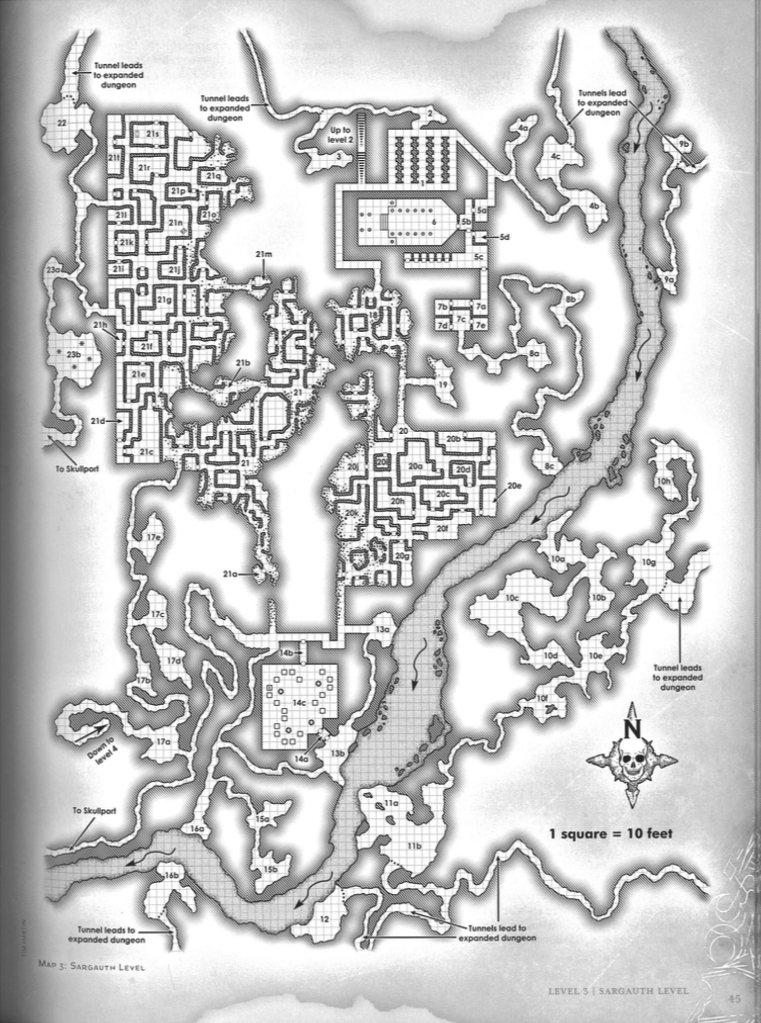 Tunnel leads
to expanded
dungeon
22
21s
21t
21r
21q
21p
21ll
21o
21n
21k
21i
21j
21m
21g
21h
21f
21b
21e
21
21d
21c
21
21a
23a
23b
To Skullport
Tunnel leads
to expanded
dungeon
Up to
level 2
2
3
1
4a
4c
4b
Tunnels lead
to expanded
dungeon
9b
9a
6
5a
5b
5d
5c
7b
7a
7c
7d
7e
8b
8a
8c
18
19
20
20b
20j
20i
20a
20d
20c
20e
20h
20k
20f
20g
10h
10a
10g
10c
10b
10d
10e
10f
Tunnel leads
to expanded
dungeon
17e
17c
17d
17b
17a
Down to
level 4
13a
14b
14c
14a
13b
To Skullport
16a
15a
15b
11a
11b
N
1 square = 10 feet
16b
12
Tunnel leads to
expanded dungeon
Tunnels lead to
expanded dungeon
Map 3: Sargauth Level
LEVEL 3 | SARGAUTH LEVEL
45